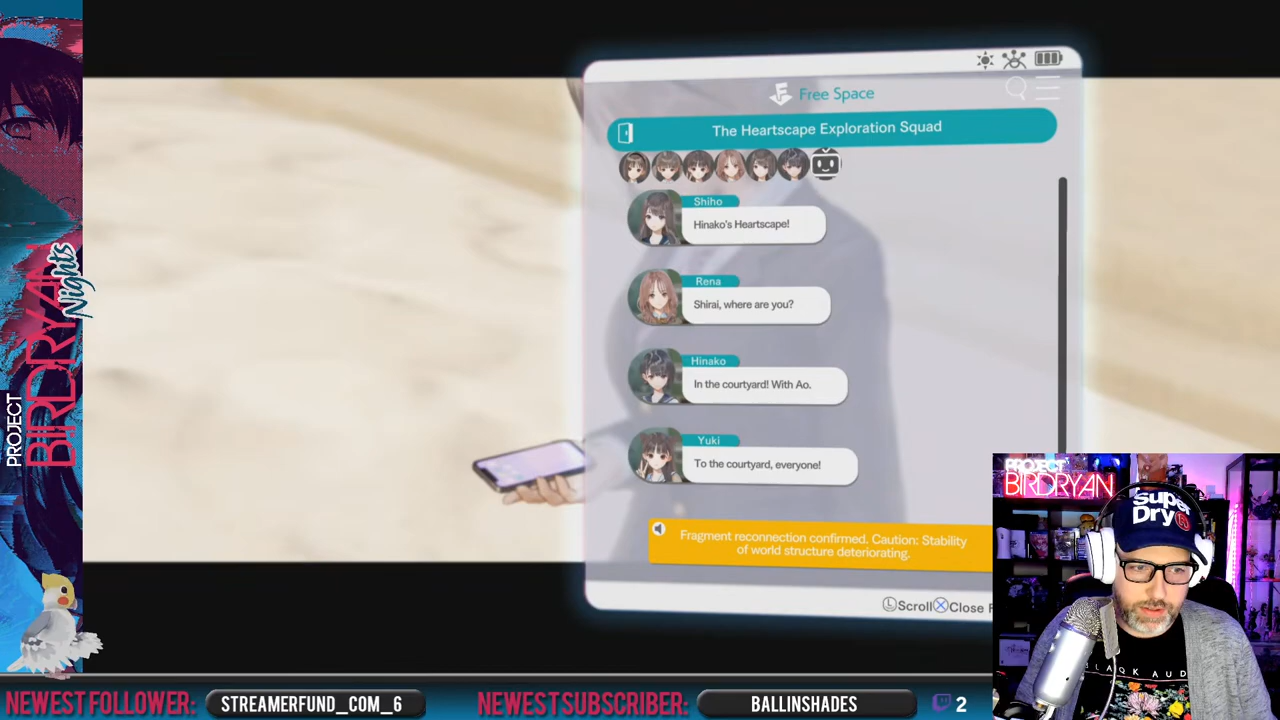 Free Space
The Heartscape Exploration Squad
Shiho
Hinako's Heartscape!
Rena
Shirai, where are you?
Hinako
In the courtyard! With Ao.
Yuki
To the courtyard, everyone!
Fragment reconnection confirmed. Caution: Stability
of world structure deteriorating.
Scroll Close
PROJECT
BIRDRYAN
Nights
PROJECT
BIRDRYAN
Super
Dry
BLAQK AUD
NEWEST FOLLOWER: STREAMERFUND_COM_6
NEWEST SUBSCRIBER: BALLINSHADES
2